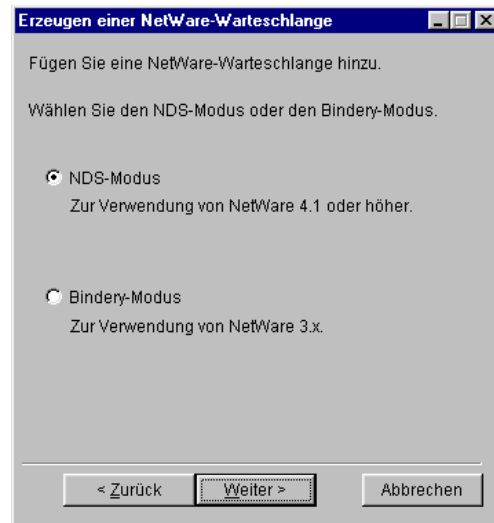 Erzeugen einer NetWare-Warteschlange
Fügen Sie eine NetWare-Warteschlange hinzu.
Wählen Sie den NDS-Modus oder den Bindery-Modus.
NDS-Modus
Zur Verwendung von NetWare 4.1 oder höher.
Bindery-Modus
Zur Verwendung von NetWare 3.x.
< Zurück Weiter > Abbrechen